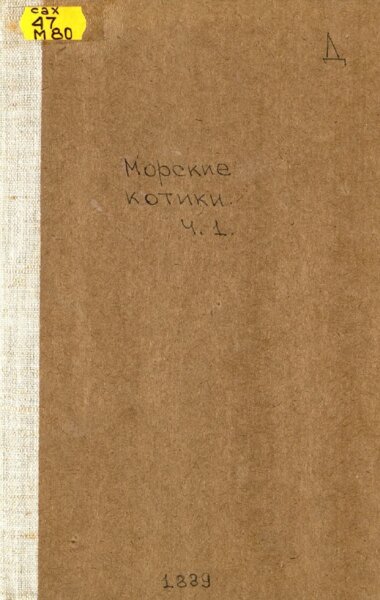 сах
47
М80
Д
Морские
котики.
Ч. 1.
1889